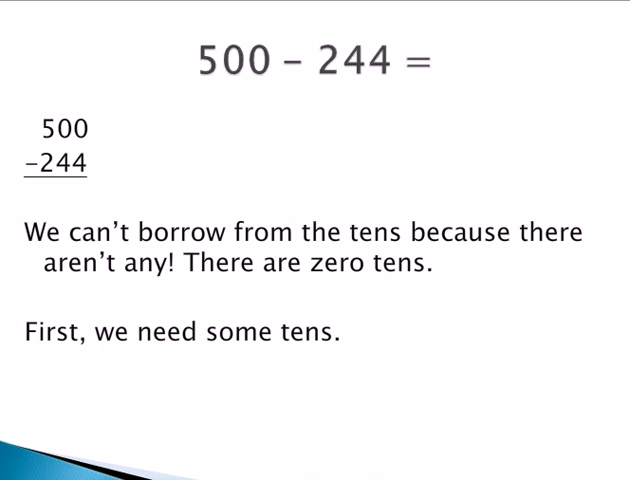 500 – 244 =
500
–244
We can’t borrow from the tens because there
aren’t any! There are zero tens.
First, we need some tens.